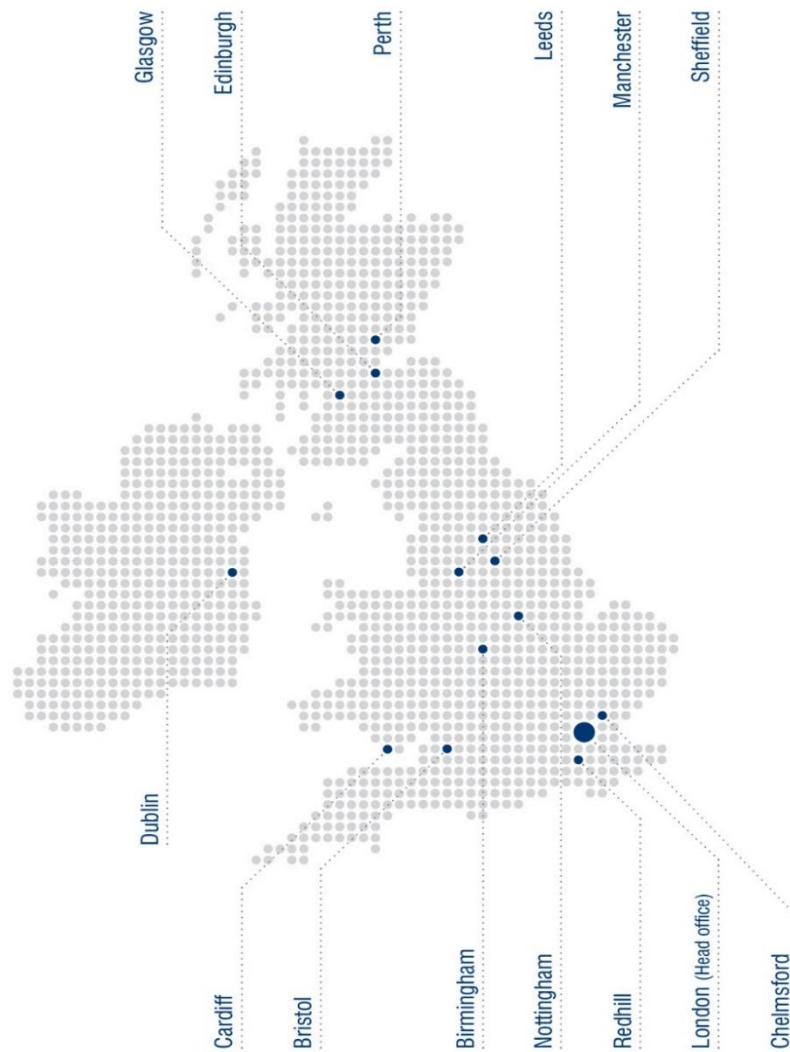 Glasgow
Edinburgh
Perth
Leeds
Manchester
Sheffield
Dublin
Cardiff
Bristol
Birmingham
Nottingham
Redhill
London (Head office)
Chelmsford